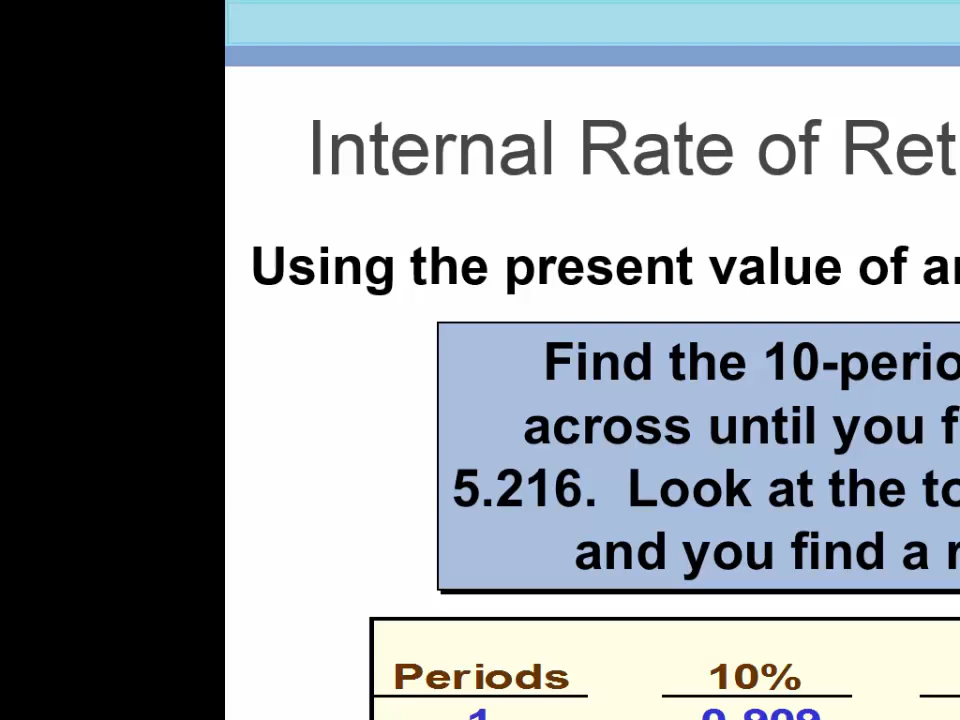 Internal Rate of Ret
Using the present value of a
Find the 10-perio
across until you f
5.216. Look at the to
and you find a r
Periods 10%
1